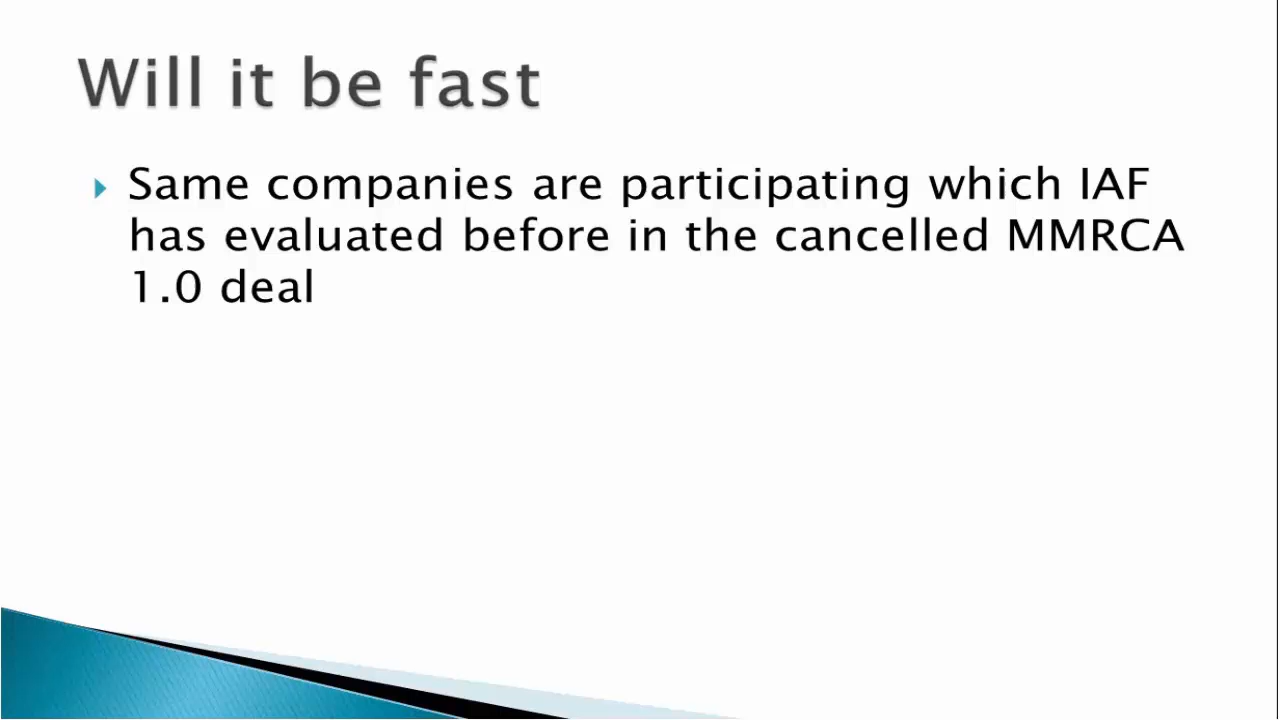 Will it be fast
Same companies are participating which IAF
has evaluated before in the cancelled MMRCA
1.0 deal